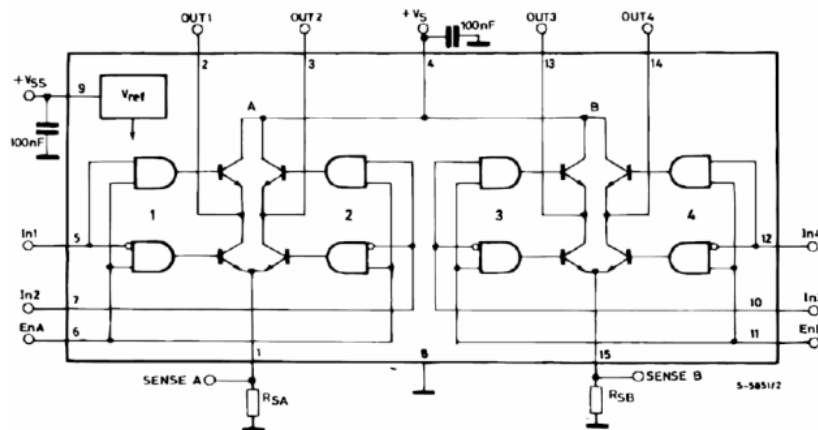 OUT1 OUT2 +VS 100nF OUT3 OUT4
2 3 4 13 14
+VSS 9 Vref A B
100nF
1 2 3 4
In1 5 12 In4
In2 7 10
EnA 6 11
1 8 15
SENSE A SENSE B S-5851/2
RSA RSB